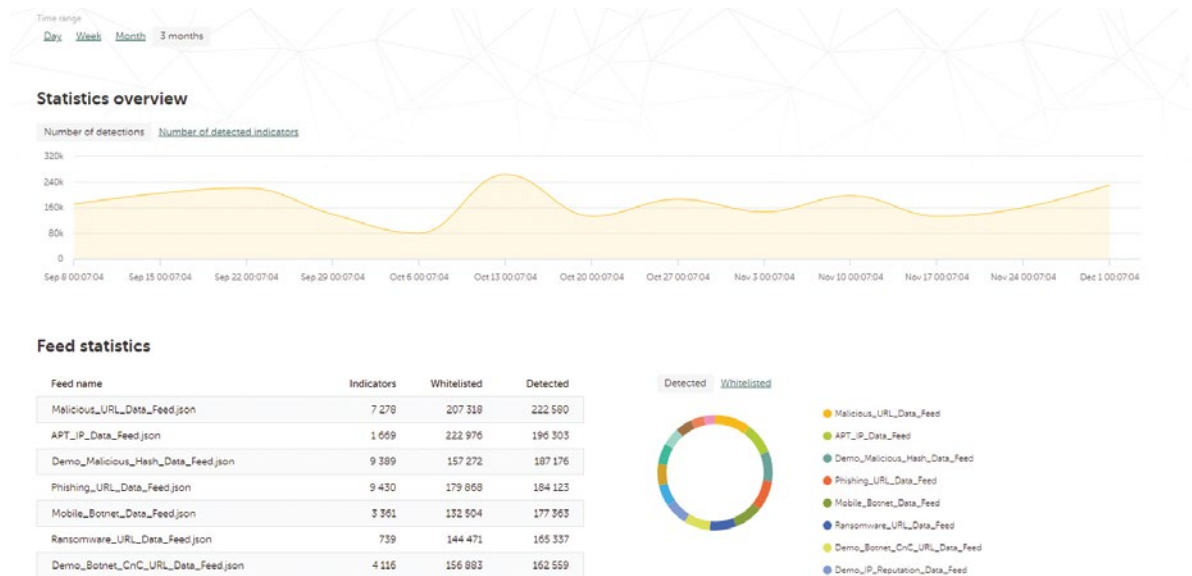 Time range
Day Week Month 3 months
Statistics overview
Number of detections Number of detected indicators
320k
240k
160k
80k
0
Sep 8 00:07:04 Sep 15 00:07:04 Sep 22 00:07:04 Sep 29 00:07:04 Oct 6 00:07:04 Oct 13 00:07:04 Oct 20 00:07:04 Oct 27 00:07:04 Nov 3 00:07:04 Nov 10 00:07:04 Nov 17 00:07:04 Nov 24 00:07:04 Dec 1 00:07:04
Feed statistics
Feed name Indicators Whitelisted Detected
Malicious_URL_Data_Feed.json 7 278 207 318 222 580
APT_IP_Data_Feed.json 1 669 222 976 196 303
Demo_Malicious_Hash_Data_Feed.json 9 389 157 272 187 176
Phishing_URL_Data_Feed.json 9 430 179 868 184 123
Mobile_Botnet_Data_Feed.json 3 361 132 504 177 363
Ransomware_URL_Data_Feed.json 739 144 471 165 337
Demo_Botnet_CnC_URL_Data_Feed.json 4 116 156 883 162 559
Detected Whitelisted
Malicious_URL_Data_Feed
APT_IP_Data_Feed
Demo_Malicious_Hash_Data_Feed
Phishing_URL_Data_Feed
Mobile_Botnet_Data_Feed
Ransomware_URL_Data_Feed
Demo_Botnet_CnC_URL_Data_Feed
Demo_IP_Reputation_Data_Feed